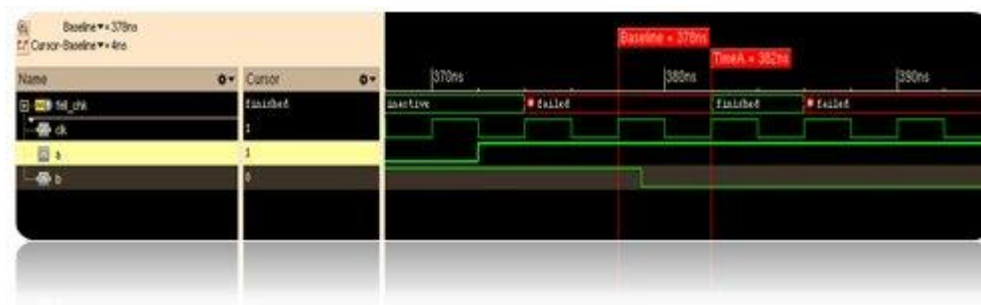 Baseline▼= 378ns
Cursor-Baseline▼= 4ns
Baseline = 378ns
TimeA = 382ns
Name Cursor 370ns 380ns 390ns
fell_chk finished inactive failed finished failed
clk 1
a 1
b 0